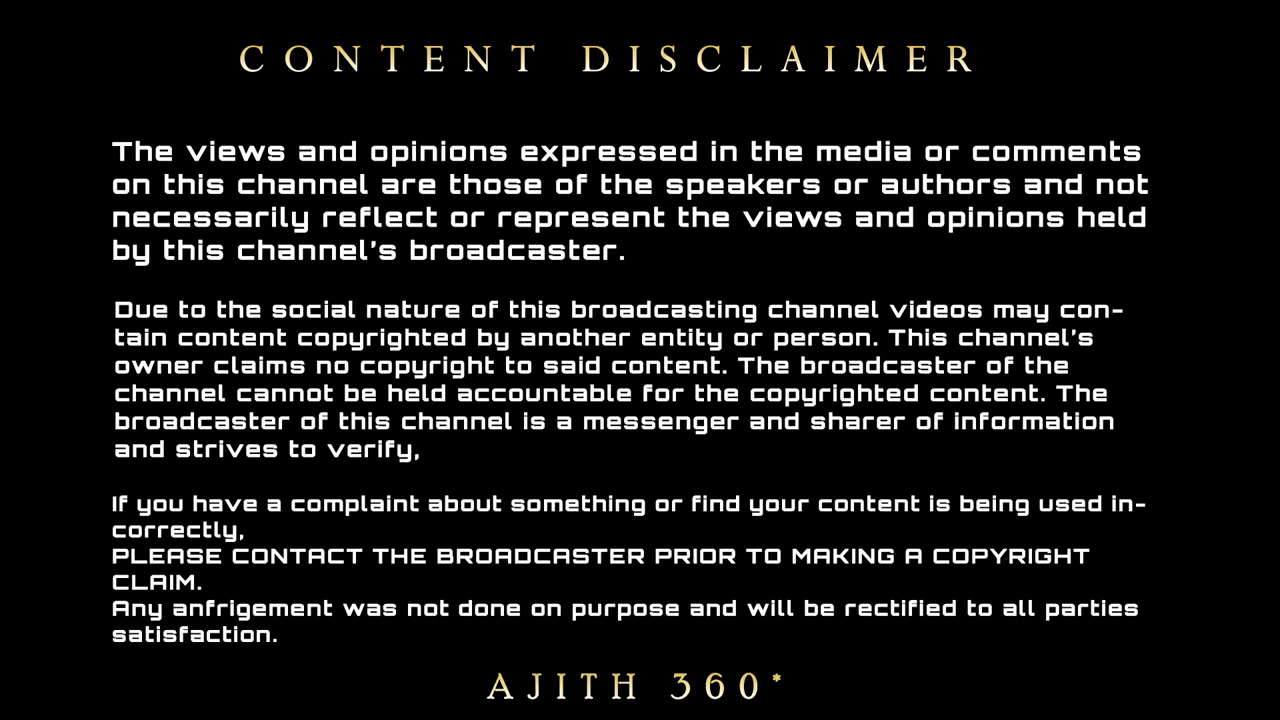 CONTENT DISCLAIMER
The views and opinions expressed in the media or comments
on this channel are those of the speakers or authors and not
necessarily reflect or represent the views and opinions held
by this channel's broadcaster.
Due to the social nature of this broadcasting channel videos may con-
tain content copyrighted by another entity or person. This channel's
owner claims no copyright to said content. The broadcaster of the
channel cannot be held accountable for the copyrighted content. The
broadcaster of this channel is a messenger and sharer of information
and strives to verify,
If you have a complaint about something or find your content is being used in-
correctly,
PLEASE CONTACT THE BROADCASTER PRIOR TO MAKING A COPYRIGHT
CLAIM.
Any anfrigement was not done on purpose and will be rectified to all parties
satisfaction.
AJITH 360*